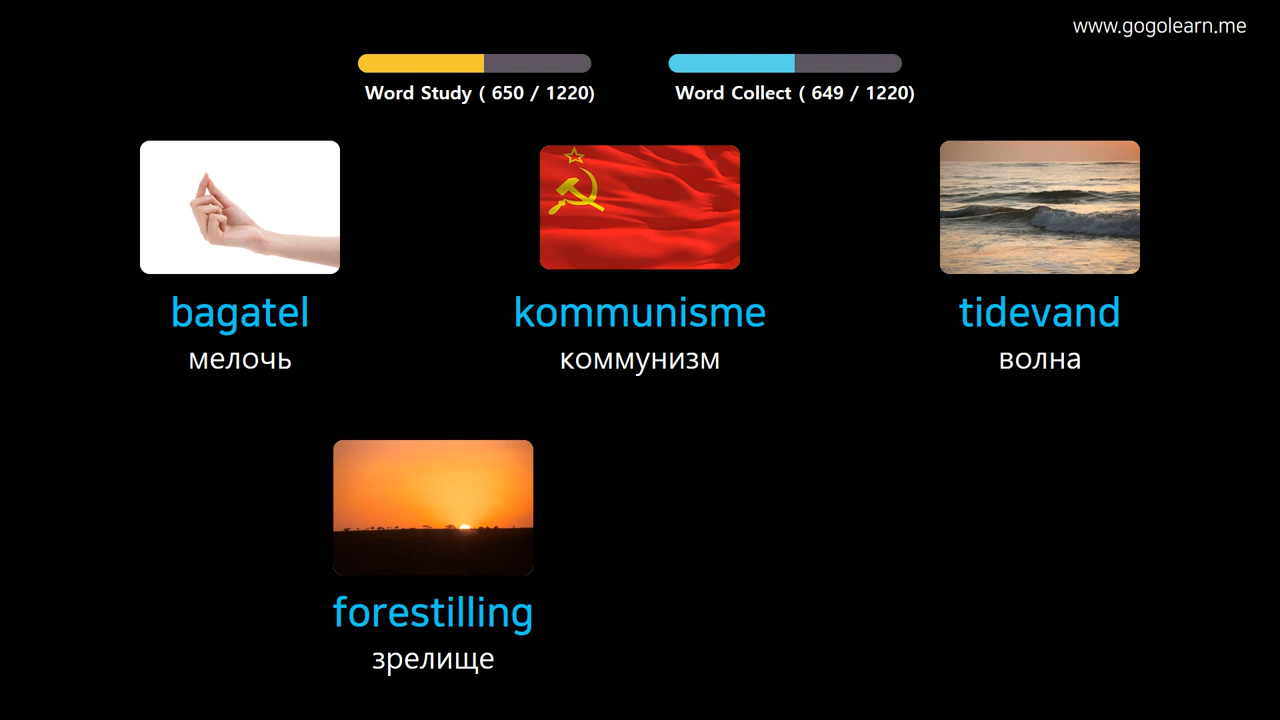 www.gogolearn.me
Word Study ( 650 / 1220)
Word Collect ( 649 / 1220)
bagatel
мелочь
kommunisme
коммунизм
tidevand
волна
forestilling
зрелище